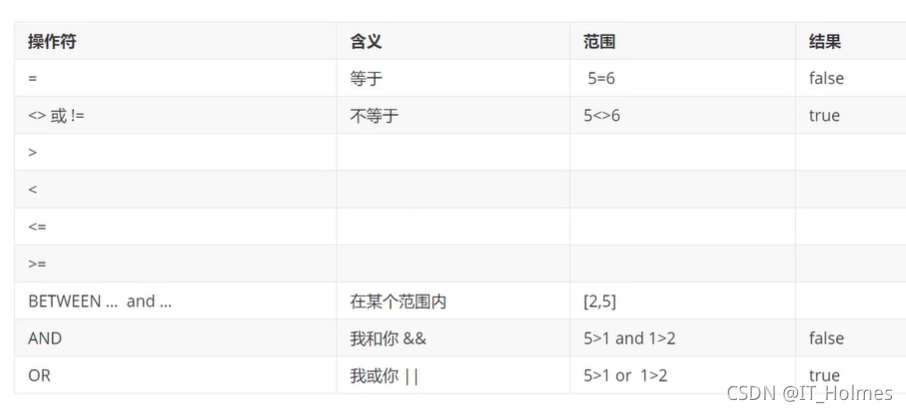 操作符 含义 范围 结果
= 等于 5=6 false
<> 或 != 不等于 5<>6 true
>
<
<=
>=
BETWEEN ... and ... 在某个范围内 [2,5]
AND 我和你 && 5>1 and 1>2 false
OR 我或你 || 5>1 or 1>2 true
CSDN @IT_Holmes